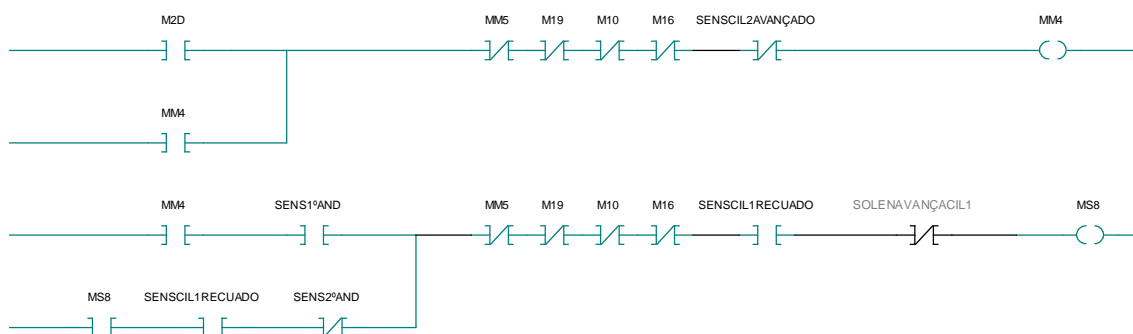 M2D MM5 M19 M10 M16 SENSCIL2AVANÇADO MM4
MM4
MM4 SENS1ºAND MM5 M19 M10 M16 SENSCIL1RECUADO SOLENAVANÇACIL1 MS8
MS8 SENSCIL1RECUADO SENS2ºAND